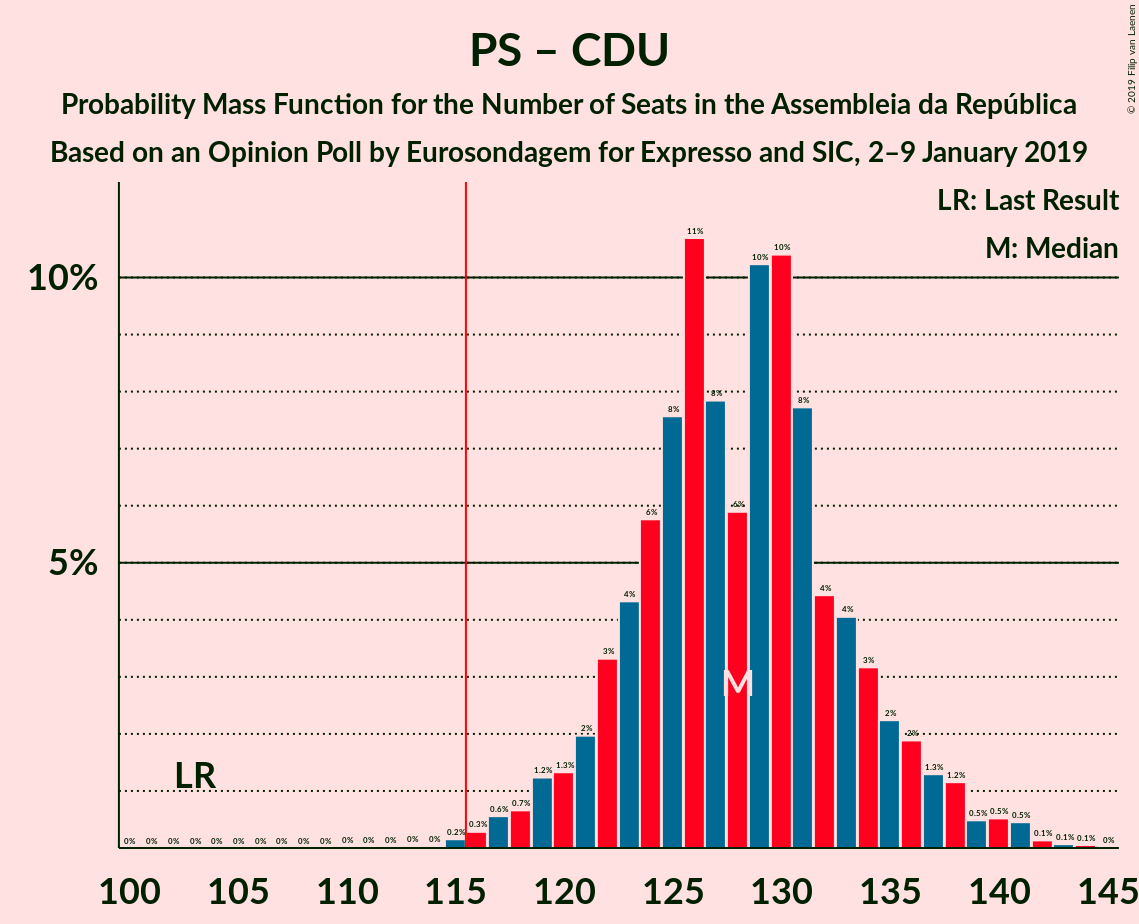 PS – CDU
Probability Mass Function for the Number of Seats in the Assembleia da República
Based on an Opinion Poll by Eurosondagem for Expresso and SIC, 2–9 January 2019
© 2019 Filip van Laenen
LR: Last Result
M: Median
10%
5%
LR
M
0% 0% 0% 0% 0% 0% 0% 0% 0% 0% 0% 0% 0% 0% 0% 0.2% 0.3% 0.6% 0.7% 1.2% 1.3% 2% 3% 4% 6% 8% 11% 8% 6% 10% 10% 8% 4% 4% 3% 2% 2% 1.3% 1.2% 0.5% 0.5% 0.5% 0.1% 0.1% 0.1% 0%
100 105 110 115 120 125 130 135 140 145